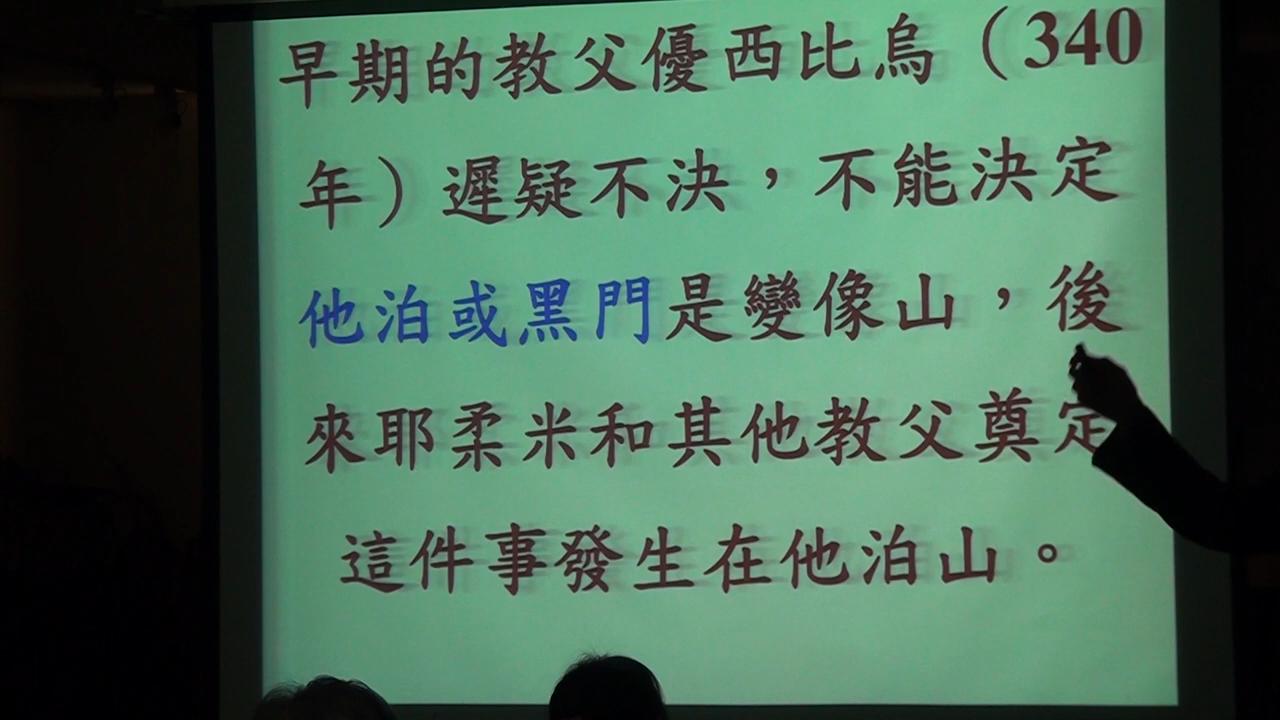 早期的教父優西比烏（340
年）遲疑不決，不能決定
他泊或黑門是變像山，後
來耶柔米和其他教父奠定
這件事發生在他泊山。